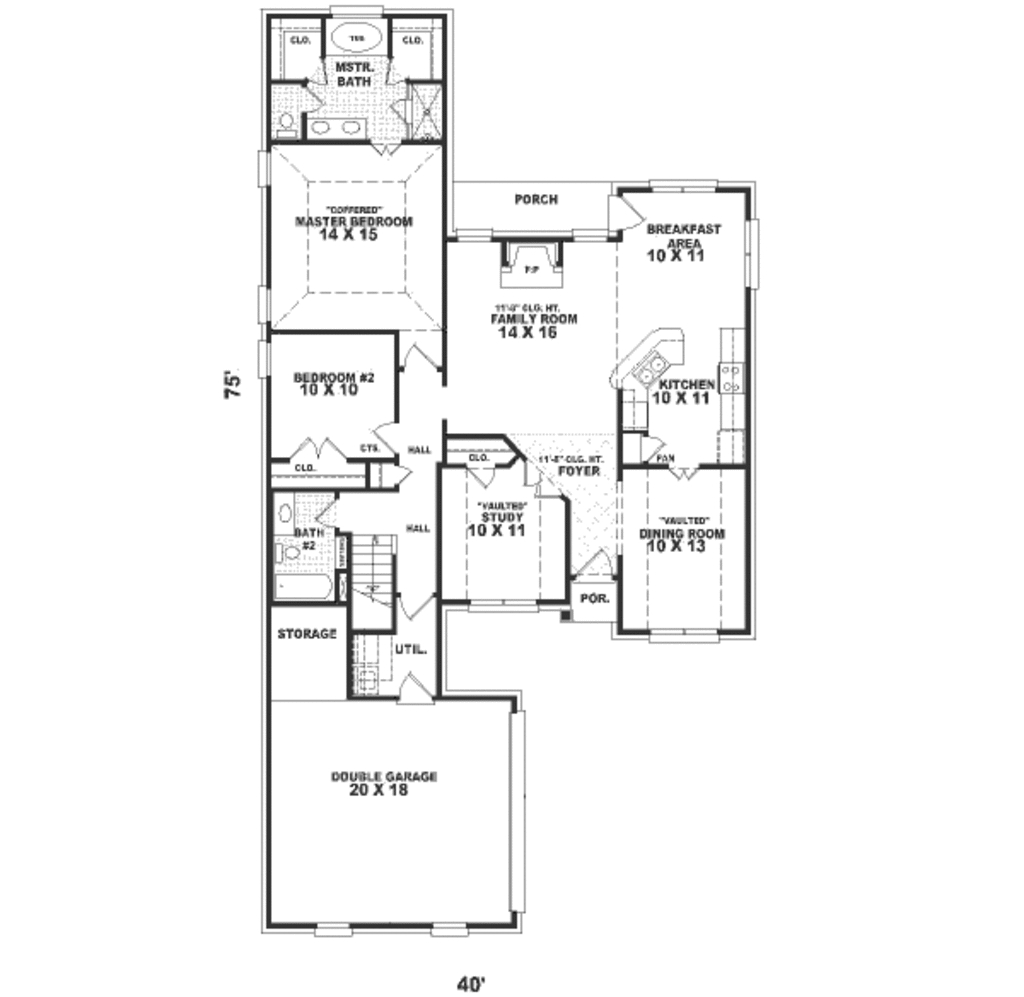 CLO.
TUB
CLO.
MSTR.
BATH
"COFFERED"
MASTER BEDROOM
14 X 15
PORCH
BREAKFAST
AREA
10 X 11
F/P
11'-8" CLG. HT.
FAMILY ROOM
14 X 16
75'
BEDROOM #2
10 X 10
KITCHEN
10 X 11
CTS.
HALL
PAN
CLO.
CLO.
11'-8" CLG. HT.
FOYER
"VAULTED"
STUDY
10 X 11
HALL
"VAULTED"
DINING ROOM
10 X 13
BATH
#2
POR.
STORAGE
UTIL.
DOUBLE GARAGE
20 X 18
40'